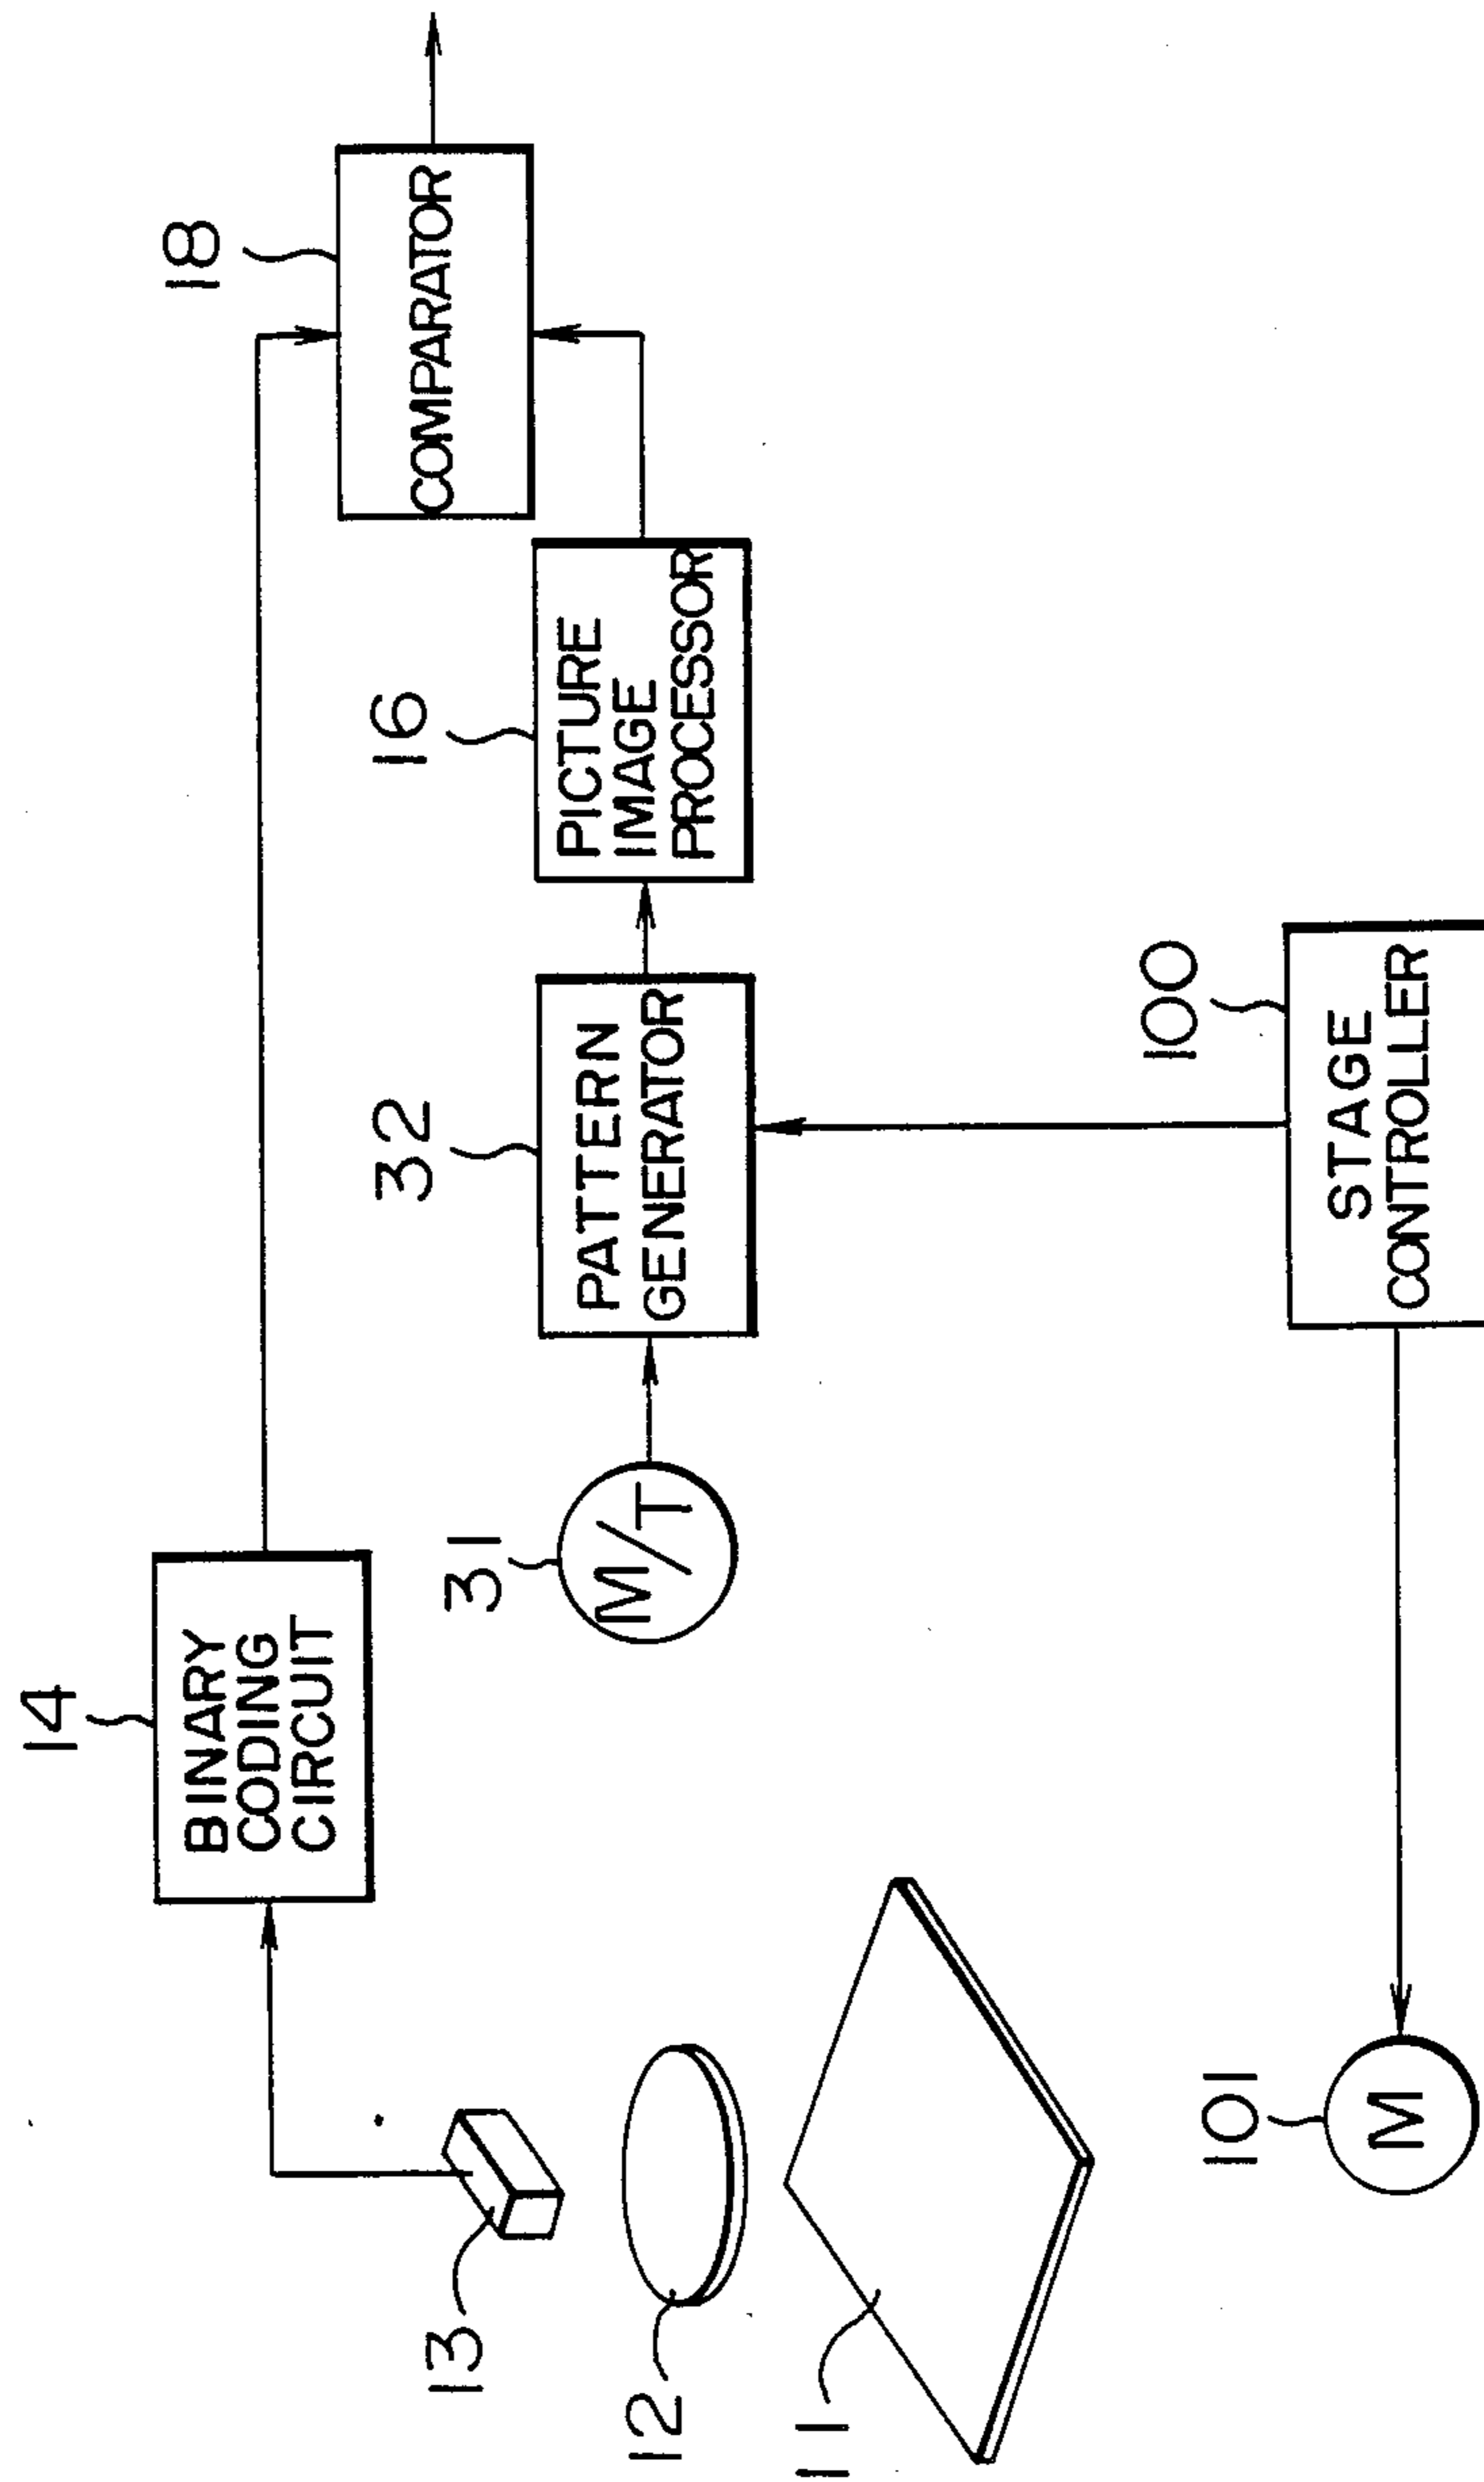 14
BINARY
CODING
CIRCUIT
18
COMPARATOR
13
12
11
31
M/T
32
PATTERN
GENERATOR
16
PICTURE
IMAGE
PROCESSOR
101
M
100
STAGE
CONTROLLER